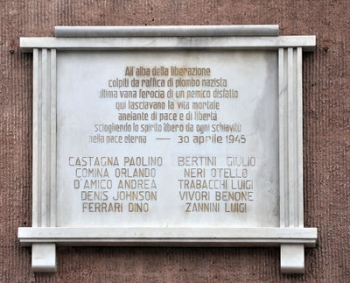 All'alba della liberazione
colpiti da raffica di piombo nazista
ultima vana ferocia di un nemico disfatto
qui lasciavano la vita mortale
anelante di pace e di libertà
sciogliendo lo spirito libero da ogni schiavitù
nella pace eterna — 30 aprile 1945
CASTAGNA PAOLINO BERTINI GIULIO
COMINA ORLANDO NERI OTELLO
D'AMICO ANDREA TRABACCHI LUIGI
DENIS JOHNSON VIVORI BENONE
FERRARI DINO ZANNINI LUIGI